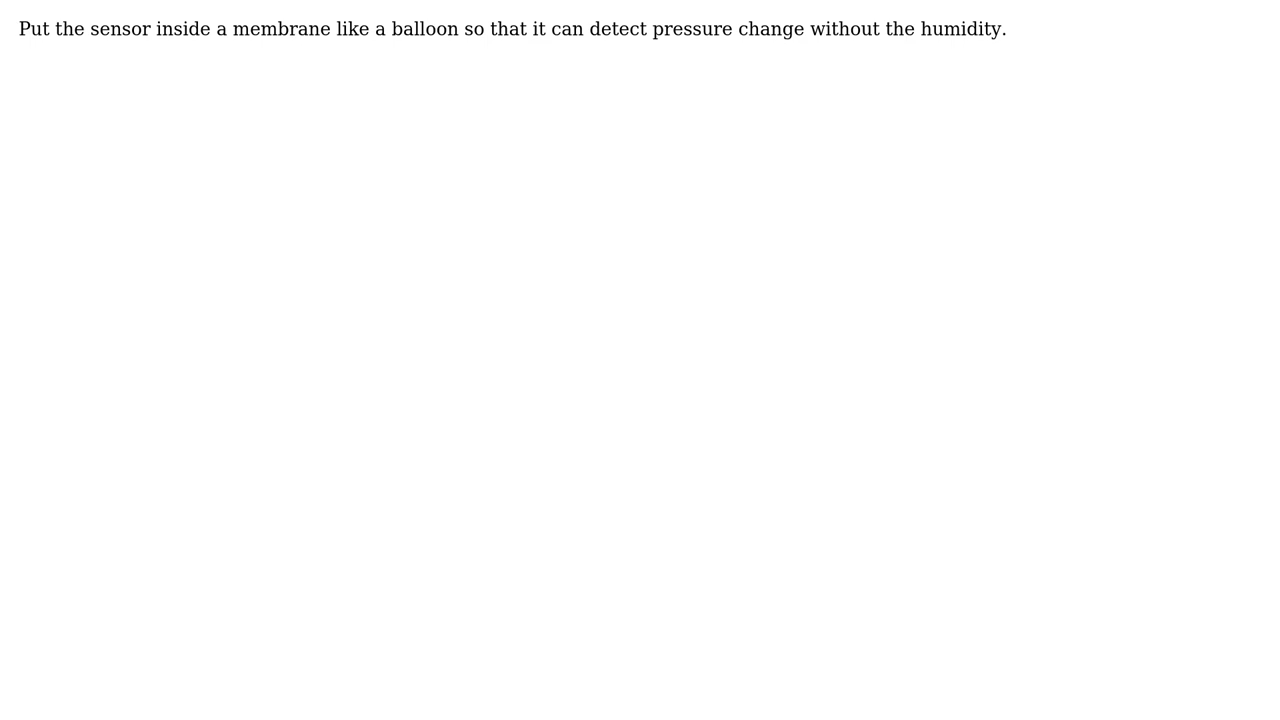 Put the sensor inside a membrane like a balloon so that it can detect pressure change without the humidity.